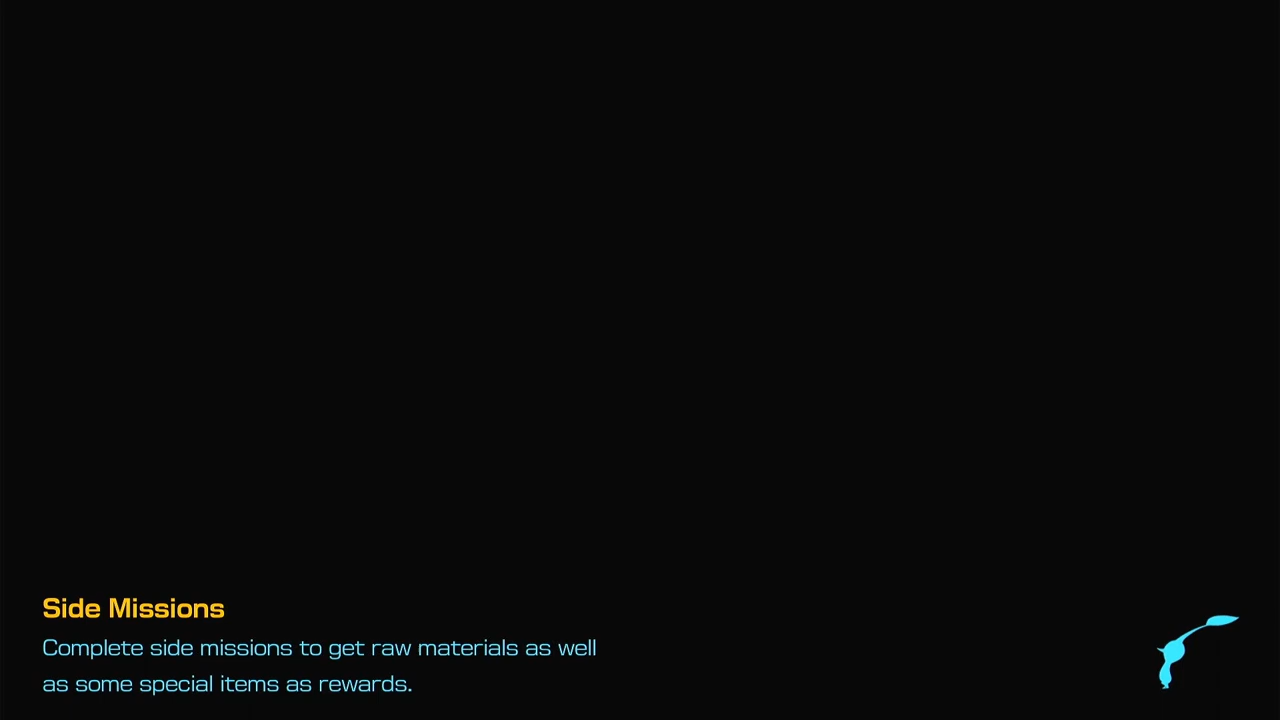 Side Missions
Complete side missions to get raw materials as well
as some special items as rewards.